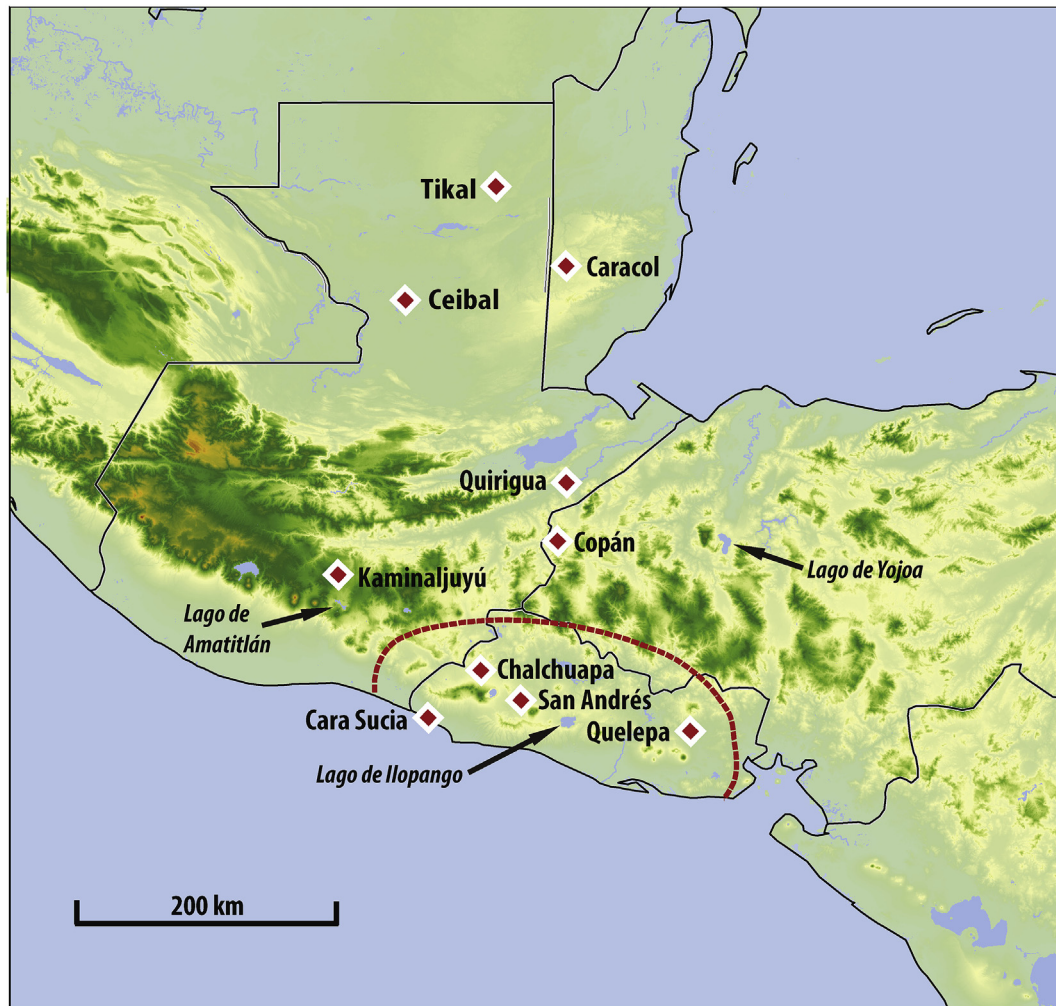 Tikal
Caracol
Ceibal
Quirigua
Copán
Lago de Yojoa
Kaminaljuyú
Lago de
Amatitlán
Chalchuapa
San Andrés
Cara Sucia
Quelepa
Lago de Ilopango
200 km